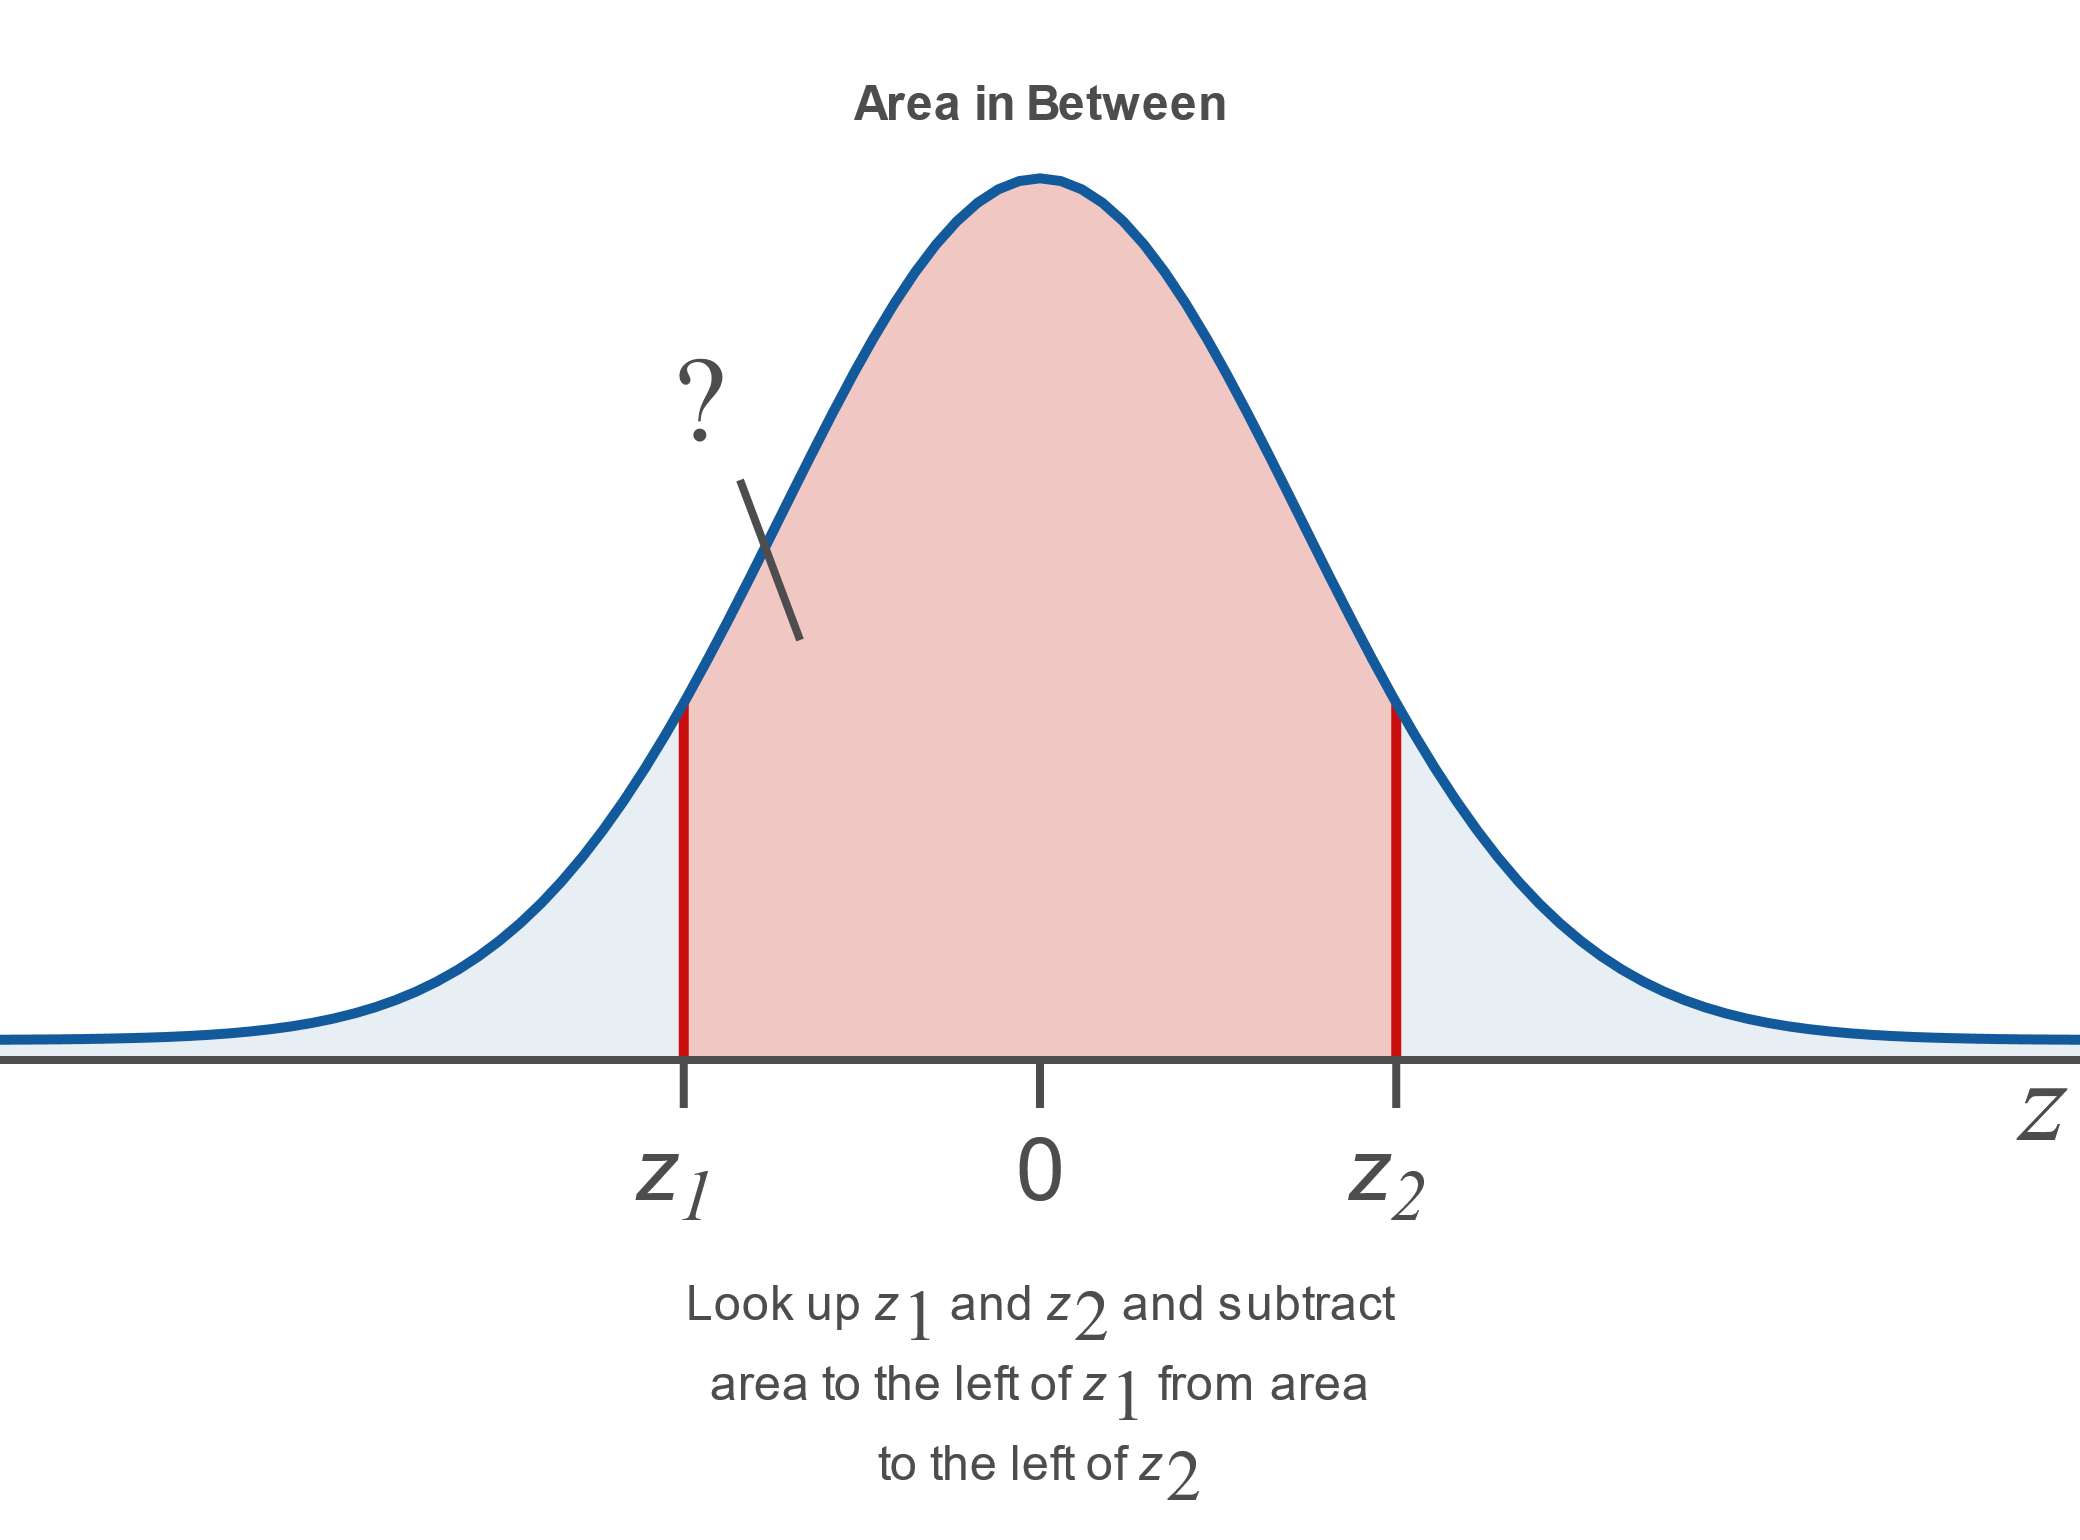 Area in Between
?
z
z1 0 z2
Look up z1 and z2 and subtract
area to the left of z1 from area
to the left of z2